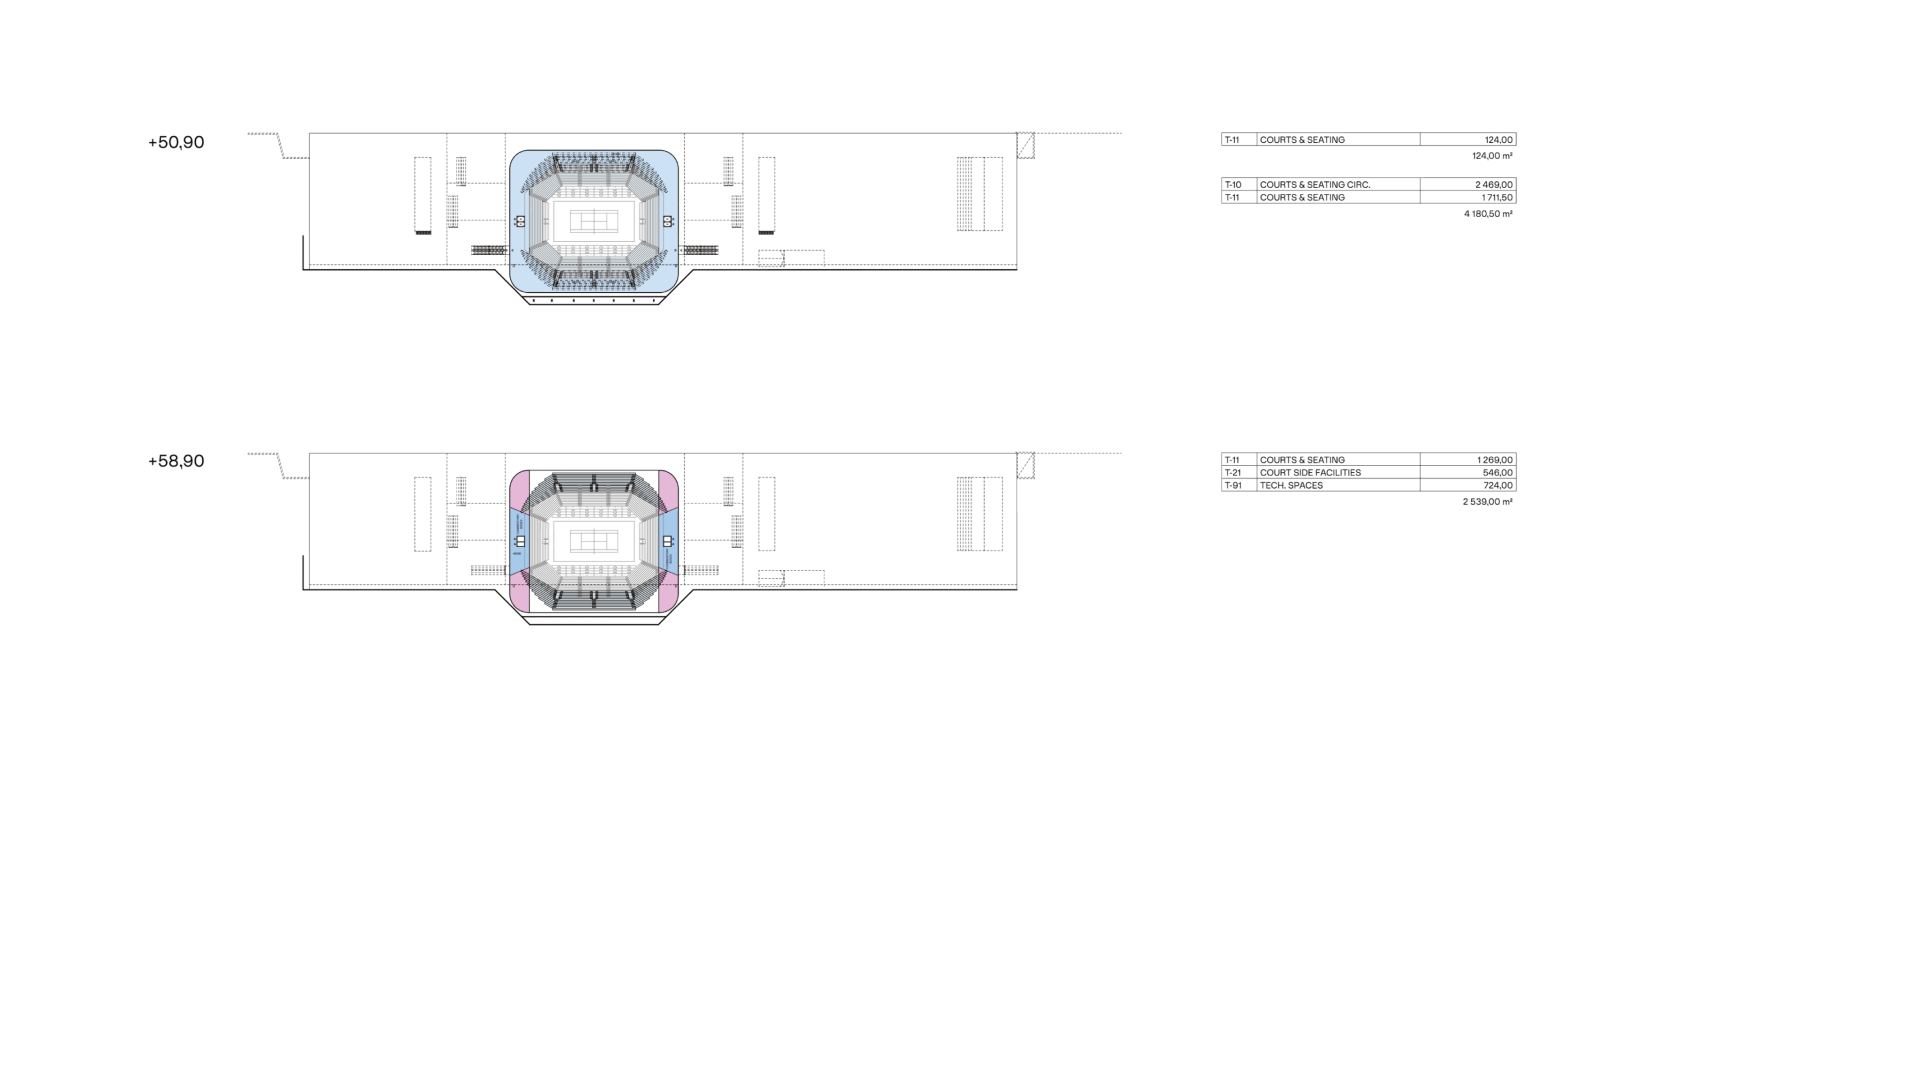 +50,90
T-11 COURTS & SEATING 124,00
124,00 m²
T-10 COURTS & SEATING CIRC. 2 469,00
T-11 COURTS & SEATING 1 711,50
4 180,50 m²
+58,90
T-11 COURTS & SEATING 1 269,00
T-21 COURT SIDE FACILITIES 546,00
T-91 TECH. SPACES 724,00
2 539,00 m²